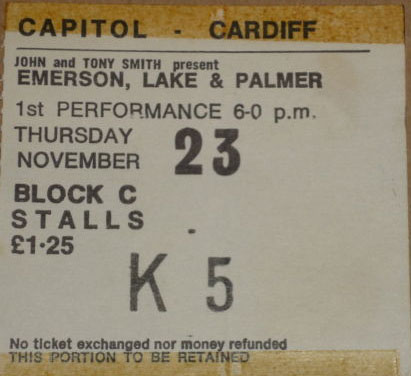 CAPITOL - CARDIFF
JOHN and TONY SMITH present
EMERSON, LAKE & PALMER
1st PERFORMANCE 6-0 p.m.
THURSDAY
NOVEMBER 23
BLOCK C
STALLS
£1·25
K 5
No ticket exchanged nor money refunded
THIS PORTION TO BE RETAINED